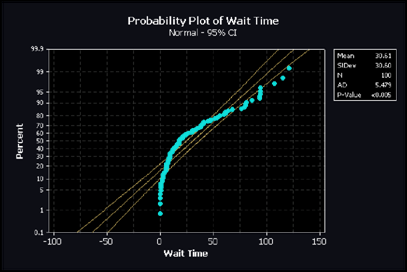 Probability Plot of Wait Time
Normal - 95% CI
Mean 30.61
StDev 30.60
N 100
AD 5.479
P-Value <0.005
99.9
99
95
90
80
70
60
50
40
30
20
10
5
1
0.1
Percent
-100 -50 0 50 100 150
Wait Time